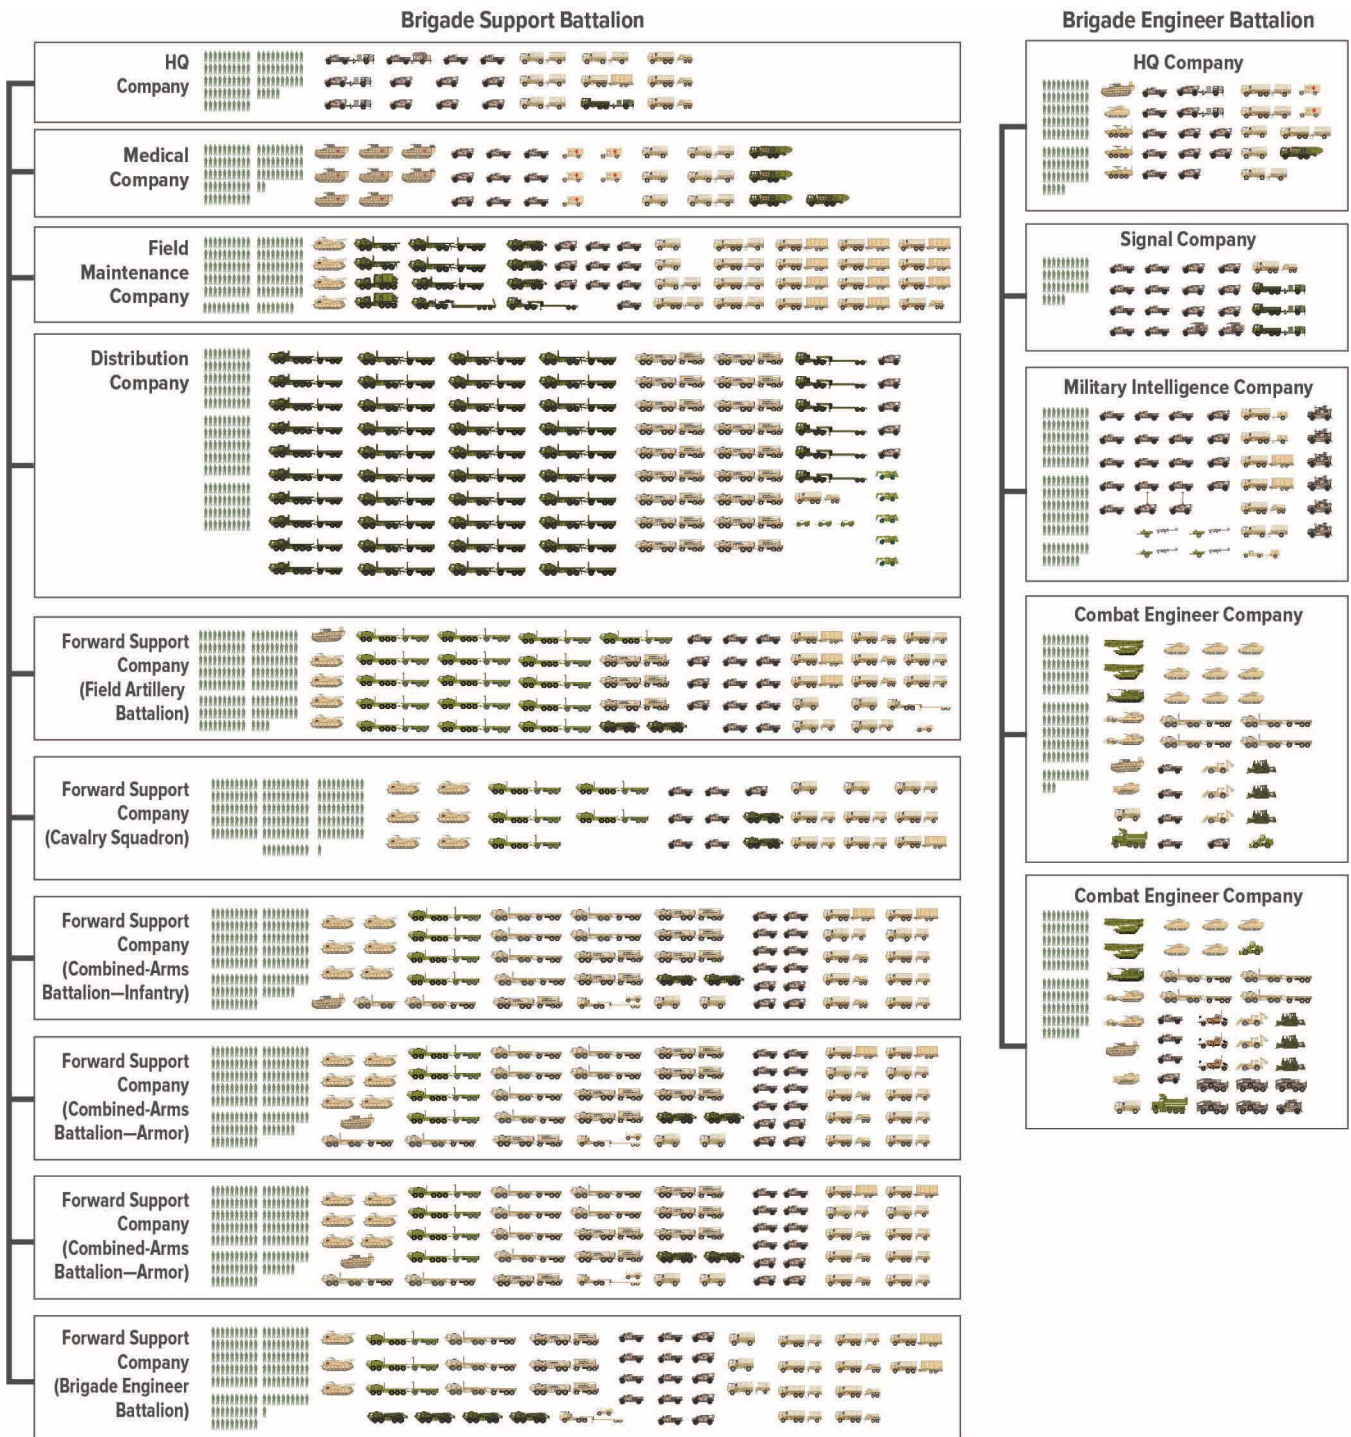 Brigade Support Battalion
HQ
Company
Medical
Company
Field
Maintenance
Company
Distribution
Company
Forward Support
Company
(Field Artillery
Battalion)
Forward Support
Company
(Cavalry Squadron)
Forward Support
Company
(Combined-Arms
Battalion—Infantry)
Forward Support
Company
(Combined-Arms
Battalion—Armor)
Forward Support
Company
(Combined-Arms
Battalion—Armor)
Forward Support
Company
(Brigade Engineer
Battalion)
Brigade Engineer Battalion
HQ Company
Signal Company
Military Intelligence Company
Combat Engineer Company
Combat Engineer Company